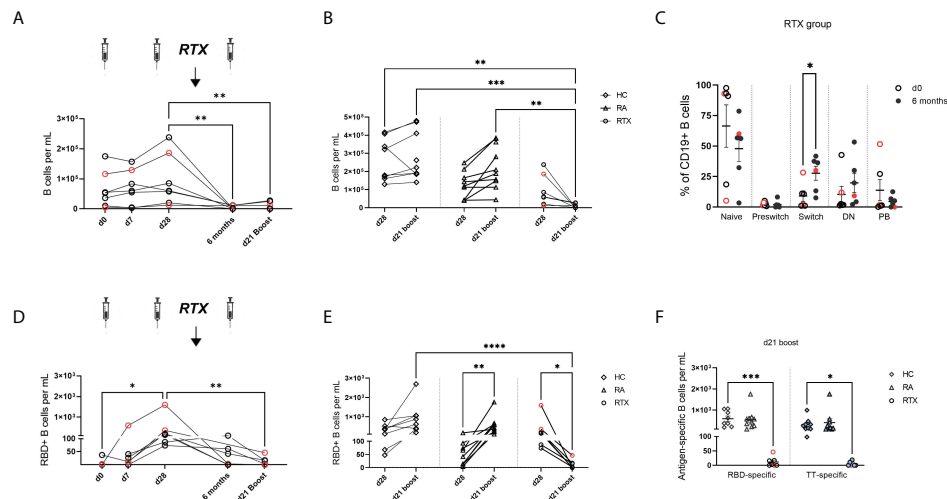 A
RTX
**
**
B cells per mL
3×10⁵
2×10⁵
1×10⁵
0
d0
d7
d28
6 months
d21 Boost
B
**
***
**
B cells per mL
5×10⁵
4×10⁵
3×10⁵
2×10⁵
1×10⁵
0
d28
d21 boost
d28
d21 boost
d28
d21 boost
HC
RA
RTX
C
RTX group
*
% of CD19+ B cells
100
75
50
25
0
Naive
Preswitch
Switch
DN
PB
d0
6 months
D
RTX
*
**
RBD+ B cells per mL
3×10³
2×10³
1×10³
100
50
0
d0
d7
d28
6 months
d21 Boost
E
****
**
*
RBD+ B cells per mL
3×10³
2×10³
1×10³
100
50
0
d28
d21 boost
d28
d21 boost
d28
d21 boost
HC
RA
RTX
F
d21 boost
***
*
Antigen-specific B cells per mL
3×10³
2×10³
1×10³
100
50
0
RBD-specific
TT-specific
HC
RA
RTX